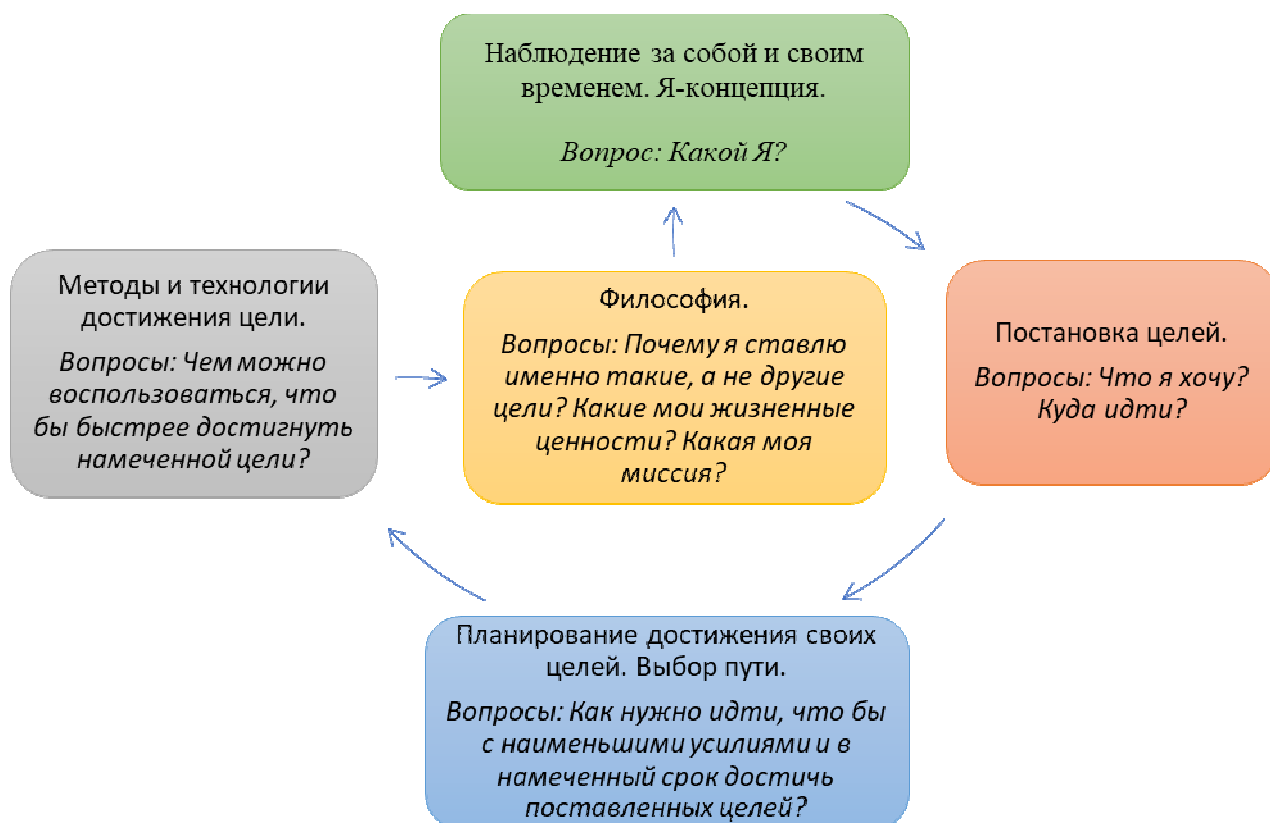 Наблюдение за собой и своим
временем. Я-концепция.
Вопрос: Какой Я?
Методы и технологии
достижения цели.
Вопросы: Чем можно
воспользоваться, что
бы быстрее достигнуть
намеченной цели?
Философия.
Вопросы: Почему я ставлю
именно такие, а не другие
цели? Какие мои жизненные
ценности? Какая моя
миссия?
Постановка целей.
Вопросы: Что я хочу?
Куда идти?
Планирование достижения своих
целей. Выбор пути.
Вопросы: Как нужно идти, что бы
с наименьшими усилиями и в
намеченный срок достичь
поставленных целей?